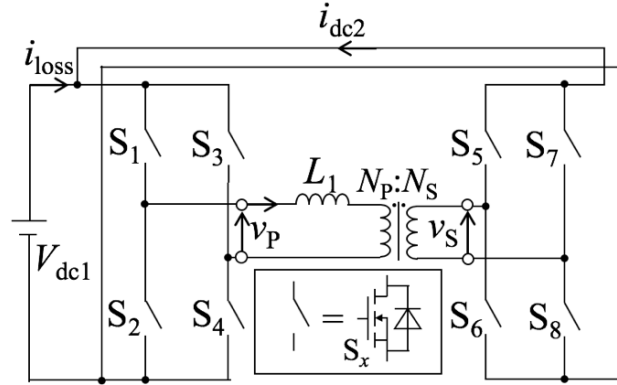 i_dc2
i_loss
S_1 S_3 S_5 S_7
L_1 N_P:N_S
v_P v_S
V_dc1
S_2 S_4 = S_x S_6 S_8